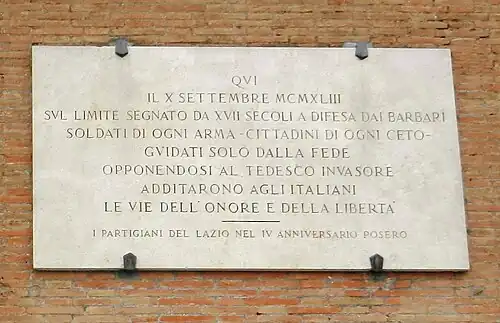 QVI
IL X SETTEMBRE MCMXLIII
SVL LIMITE SEGNATO DA XVII SECOLI A DIFESA DAI BARBARI
SOLDATI DI OGNI ARMA-CITTADINI DI OGNI CETO-
GVIDATI SOLO DALLA FEDE
OPPONENDOSI AL TEDESCO INVASORE
ADDITARONO AGLI ITALIANI
LE VIE DELL'ONORE E DELLA LIBERTA'
I PARTIGIANI DEL LAZIO NEL IV ANNIVERSARIO POSERO